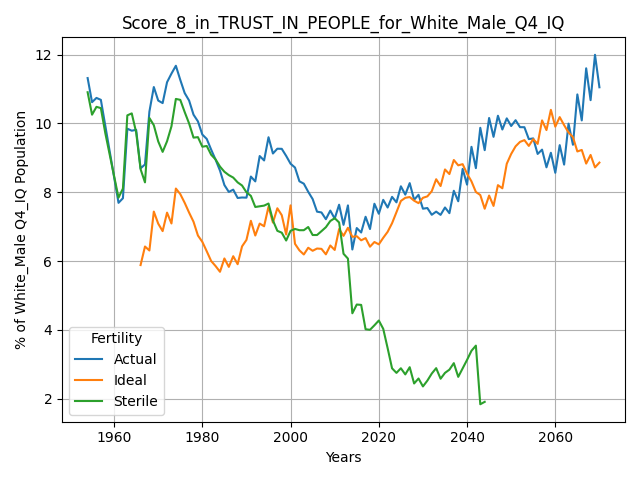 Score_8_in_TRUST_IN_PEOPLE_for_White_Male_Q4_IQ
% of White_Male Q4_IQ Population
12
10
8
6
4
2
Fertility
Actual
Ideal
Sterile
1960 1980 2000 2020 2040 2060
Years